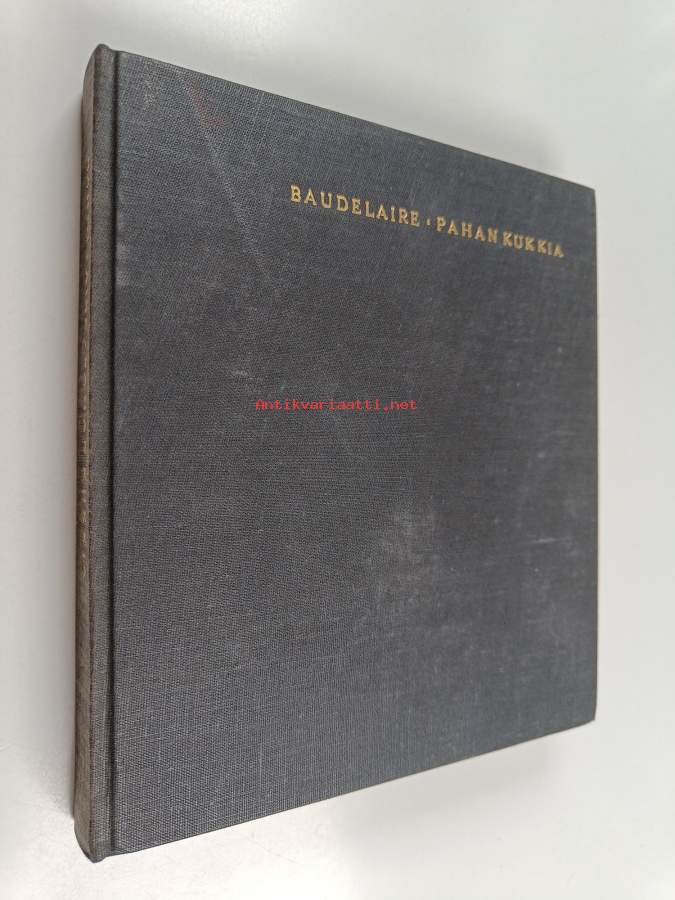 BAUDELAIRE · PAHAN KUKKIA
Antikvariaatti.net